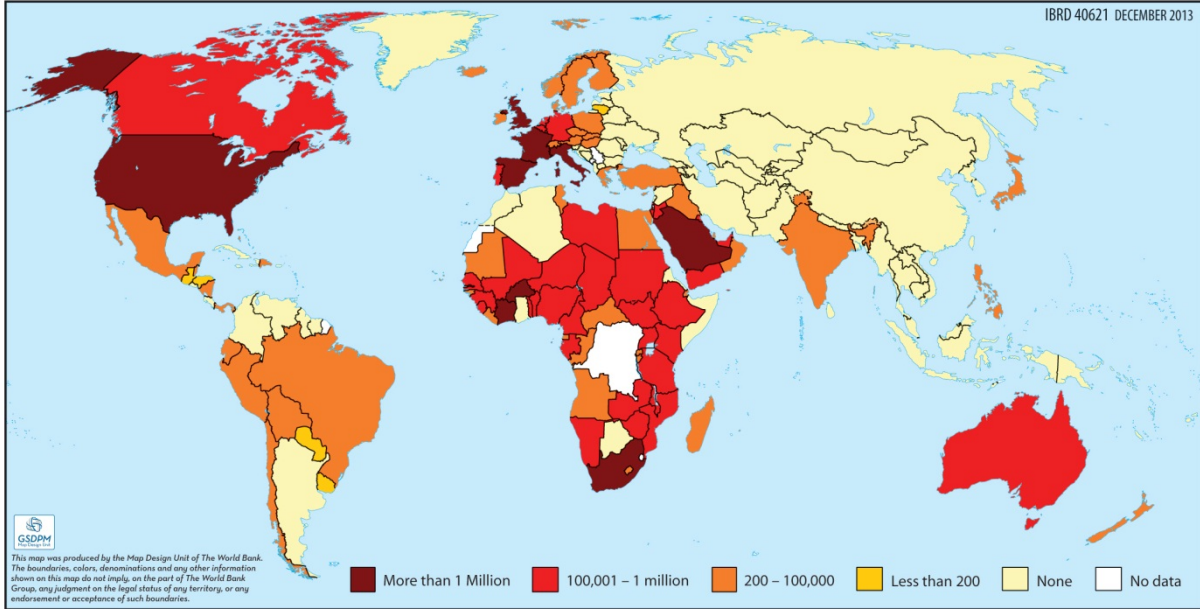 IBRD 40621 DECEMBER 2013
GSDPM
Map Design Unit
This map was produced by the Map Design Unit of The World Bank.
The boundaries, colors, denominations and any other information
shown on this map do not imply, on the part of The World Bank
Group, any judgment on the legal status of any territory, or any
endorsement or acceptance of such boundaries.
More than 1 Million
100,001 – 1 million
200 – 100,000
Less than 200
None
No data